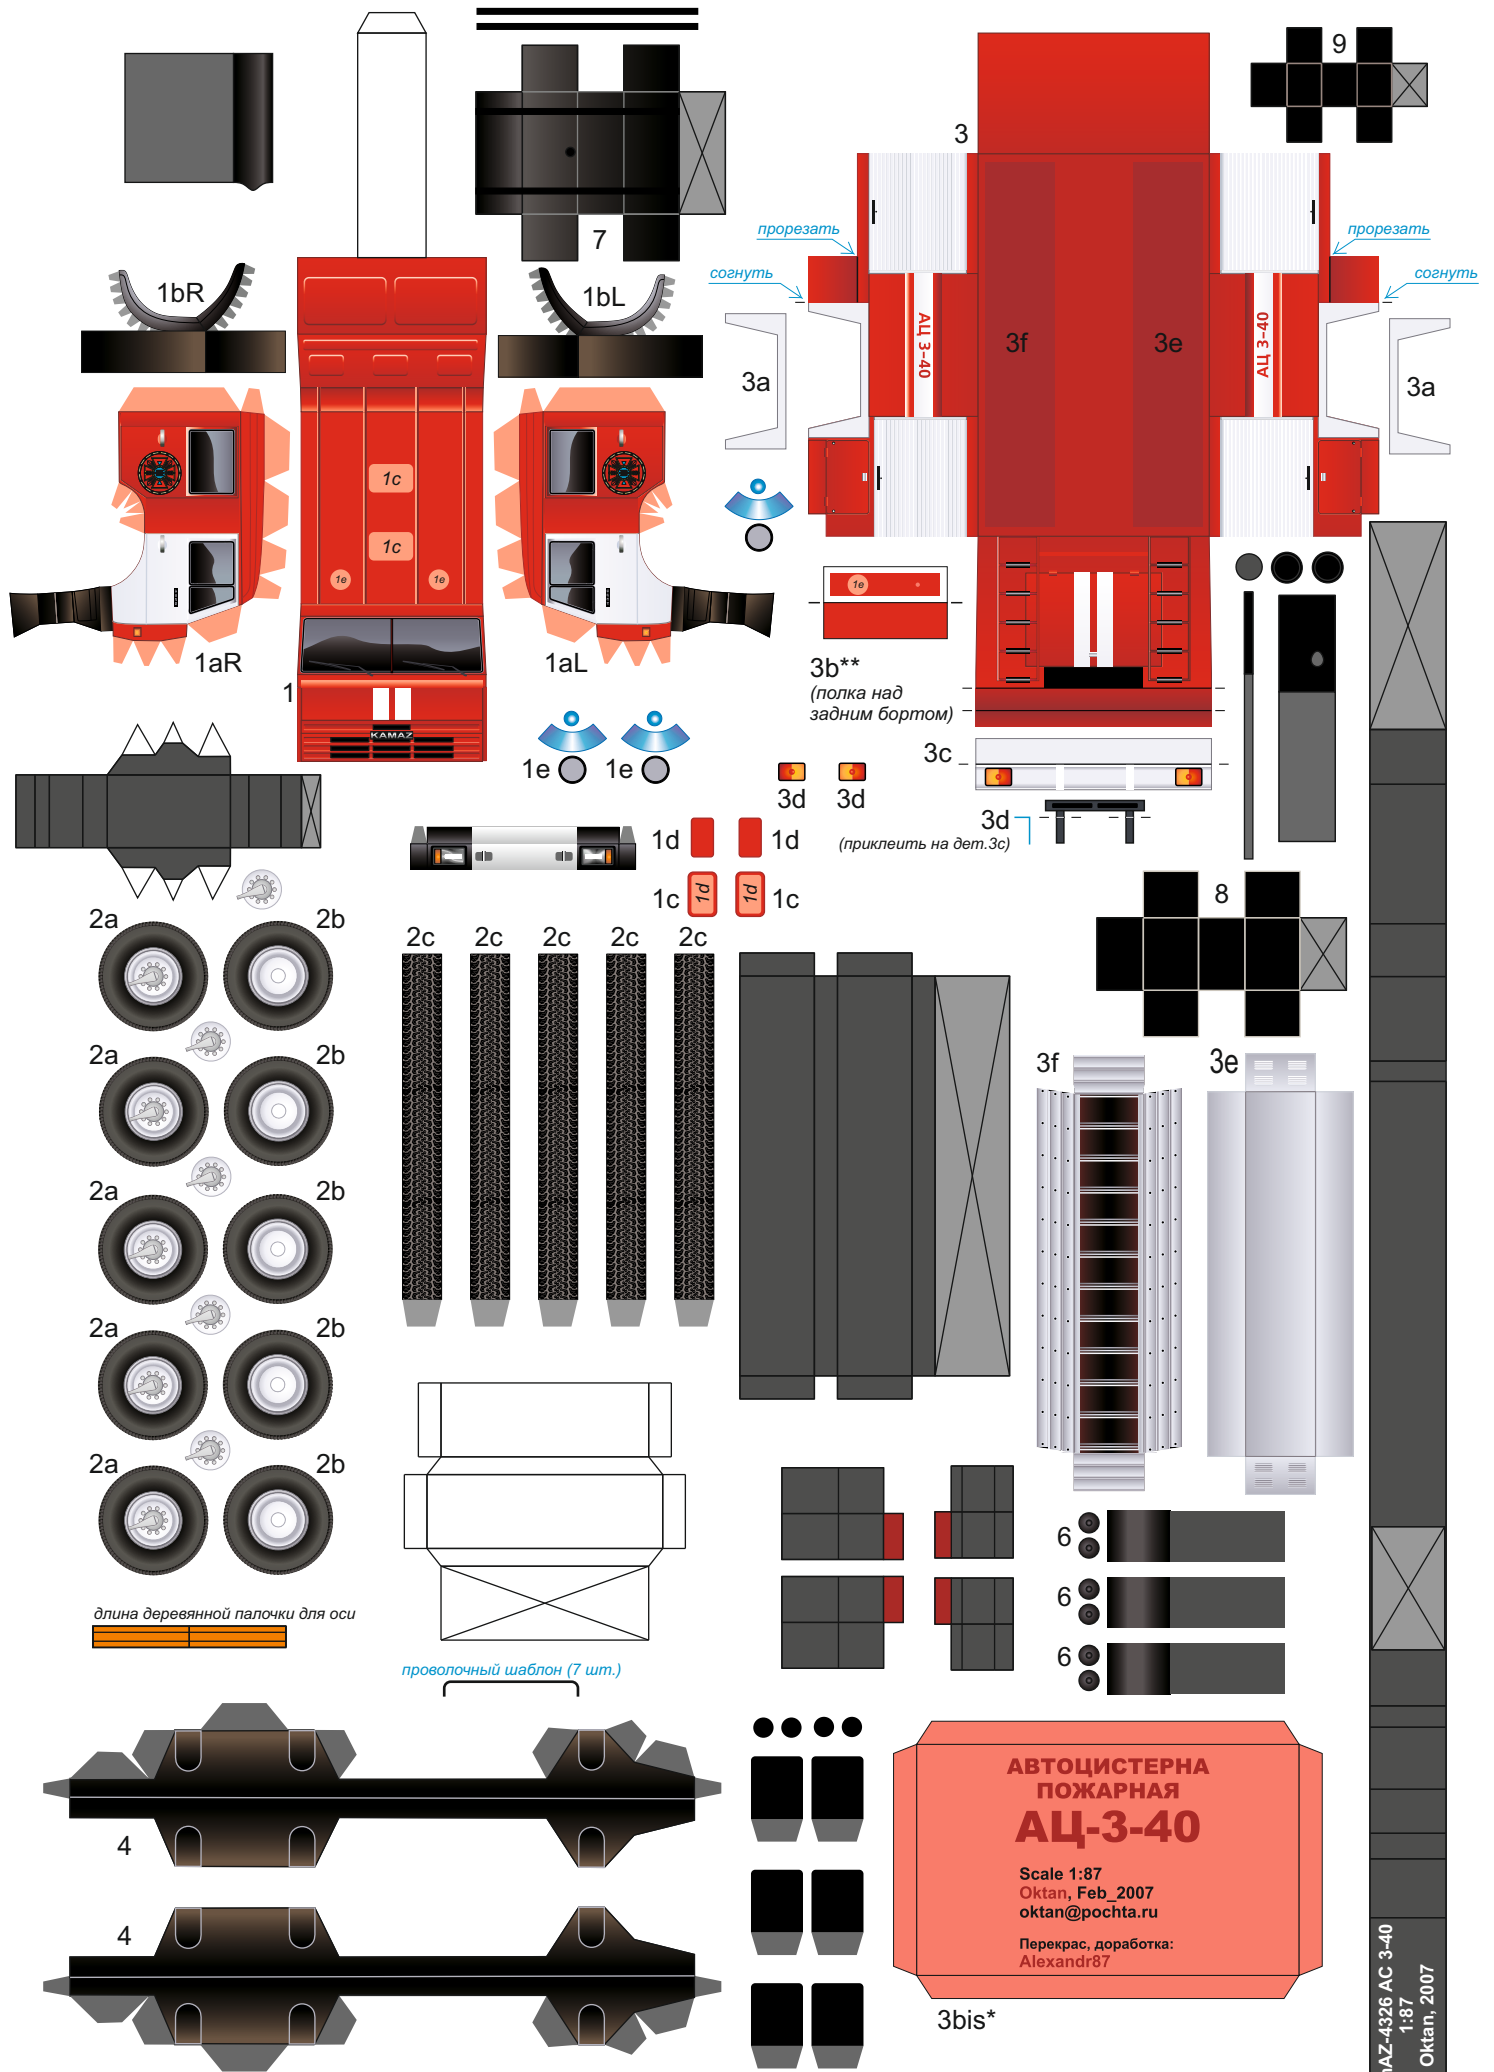 9
3
7
прорезать
прорезать
согнуть
согнуть
1bR
1bL
АЦ 3-40
АЦ 3-40
3f
3e
3a
3a
1c
1c
1e
1e
1e
1aR
1aL
1
KAMAZ
3b**
(полка над
задним бортом)
1e
1e
3c
3d
3d
3d
(приклеить на дет.3с)
1d
1d
1c
1d
1d
1c
8
2a
2b
2c
2c
2c
2c
2c
2a
2b
3f
3e
2a
2b
2a
2b
2a
2b
6
6
6
длина деревянной палочки для оси
проволочный шаблон (7 шт.)
4
4
АВТОЦИСТЕРНА
ПОЖАРНАЯ
АЦ-3-40
Scale 1:87
Oktan, Feb_2007
oktan@pochta.ru
Перекрас, доработка:
Alexandr87
3bis*
AZ-4326 AC 3-40
1:87
Oktan, 2007